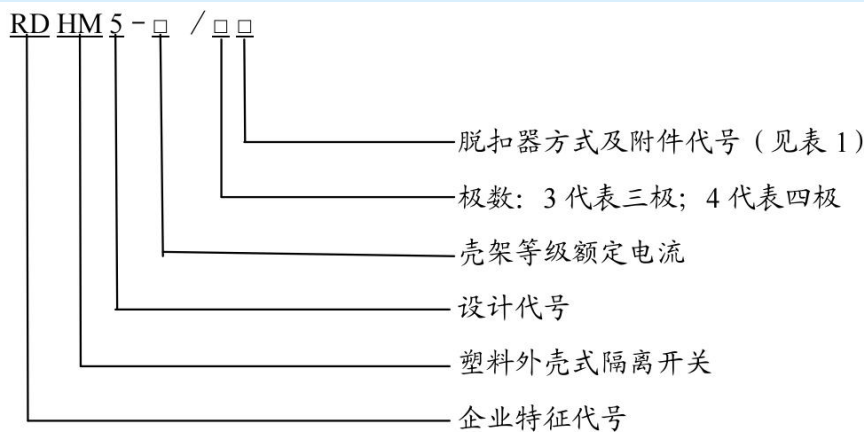 RD HM 5 - □ / □ □
脱扣器方式及附件代号（见表 1）
极数：3 代表三极；4 代表四极
壳架等级额定电流
设计代号
塑料外壳式隔离开关
企业特征代号